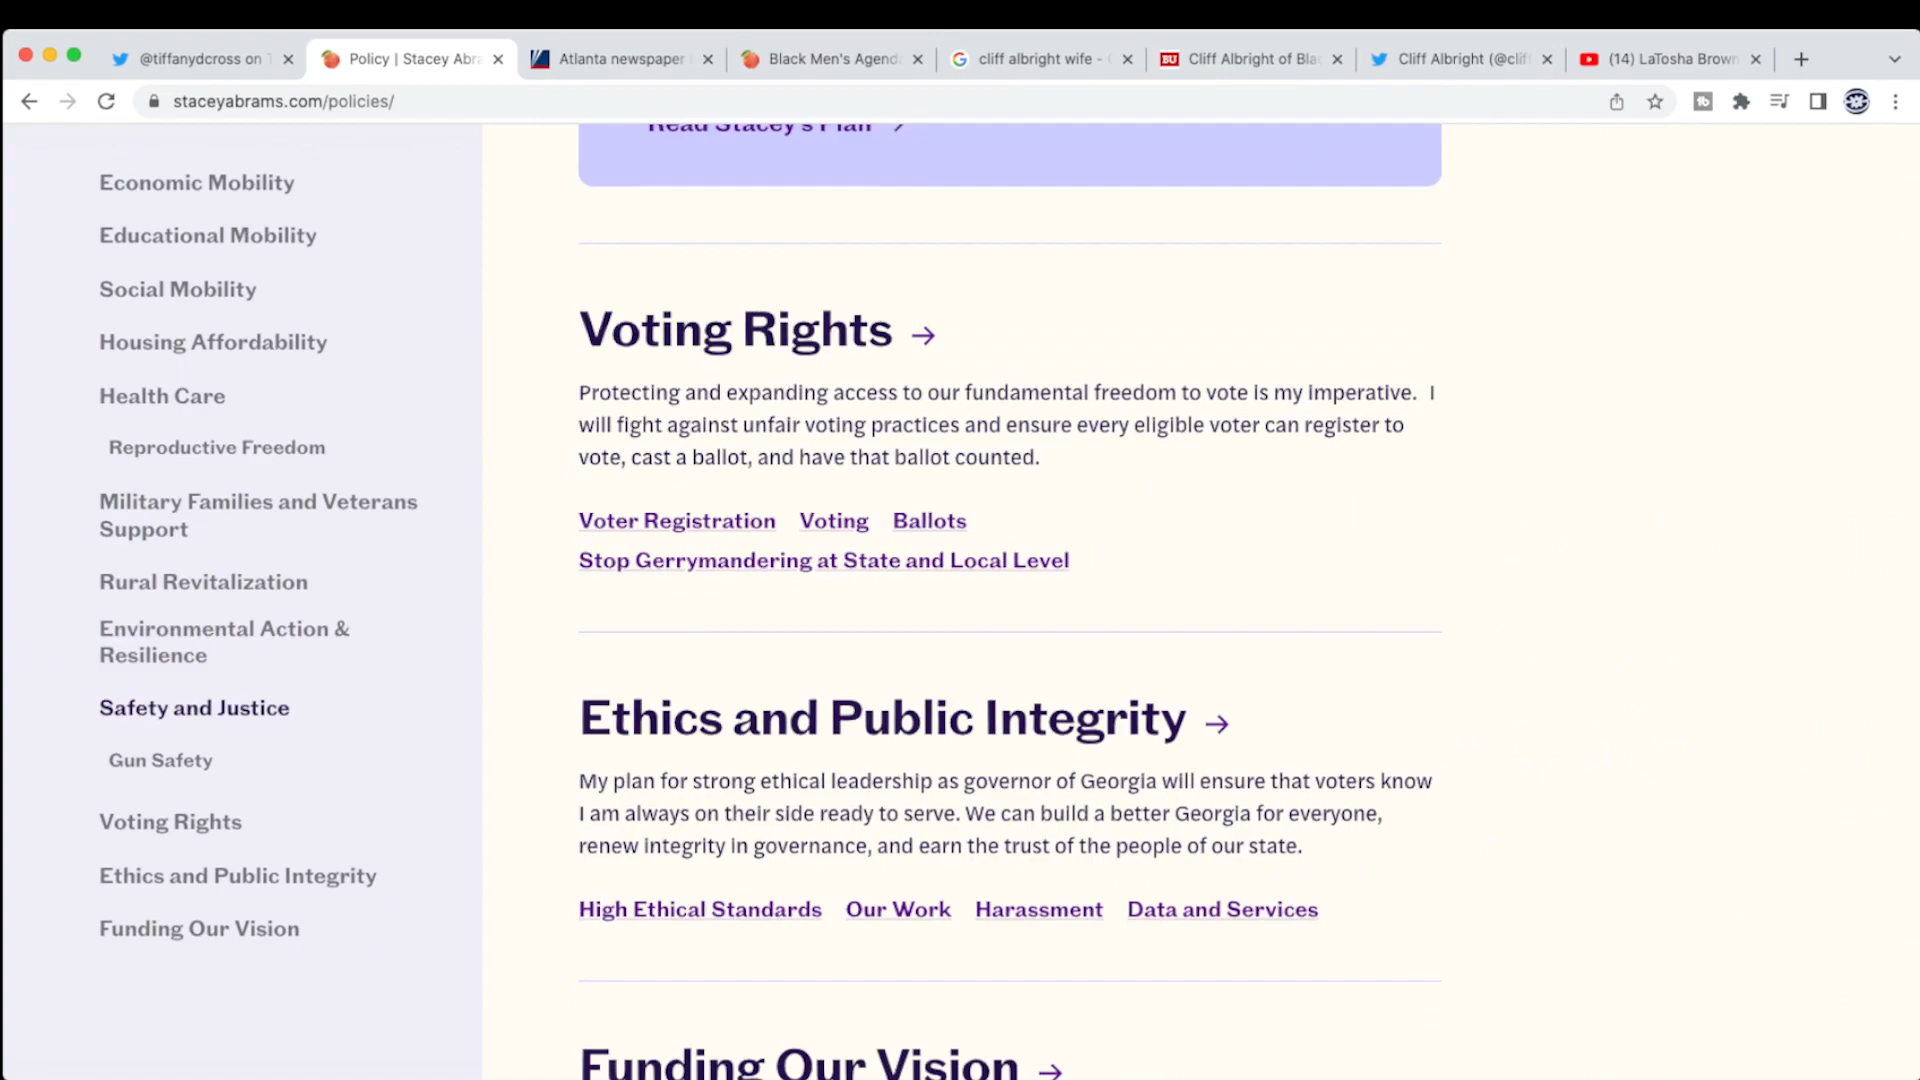 @tiffanydcross on T
Policy | Stacey Abra
Atlanta newspaper
Black Men's Agenda
cliff albright wife - G
BU Cliff Albright of Bla
Cliff Albright (@cliff
(14) LaTosha Brown
staceyabrams.com/policies/
Economic Mobility
Educational Mobility
Social Mobility
Housing Affordability
Health Care
Reproductive Freedom
Military Families and Veterans
Support
Rural Revitalization
Environmental Action &
Resilience
Safety and Justice
Gun Safety
Voting Rights
Ethics and Public Integrity
Funding Our Vision
Read Stacey's Plan
Voting Rights →
Protecting and expanding access to our fundamental freedom to vote is my imperative. I
will fight against unfair voting practices and ensure every eligible voter can register to
vote, cast a ballot, and have that ballot counted.
Voter Registration Voting Ballots
Stop Gerrymandering at State and Local Level
Ethics and Public Integrity →
My plan for strong ethical leadership as governor of Georgia will ensure that voters know
I am always on their side ready to serve. We can build a better Georgia for everyone,
renew integrity in governance, and earn the trust of the people of our state.
High Ethical Standards Our Work Harassment Data and Services
Funding Our Vision →